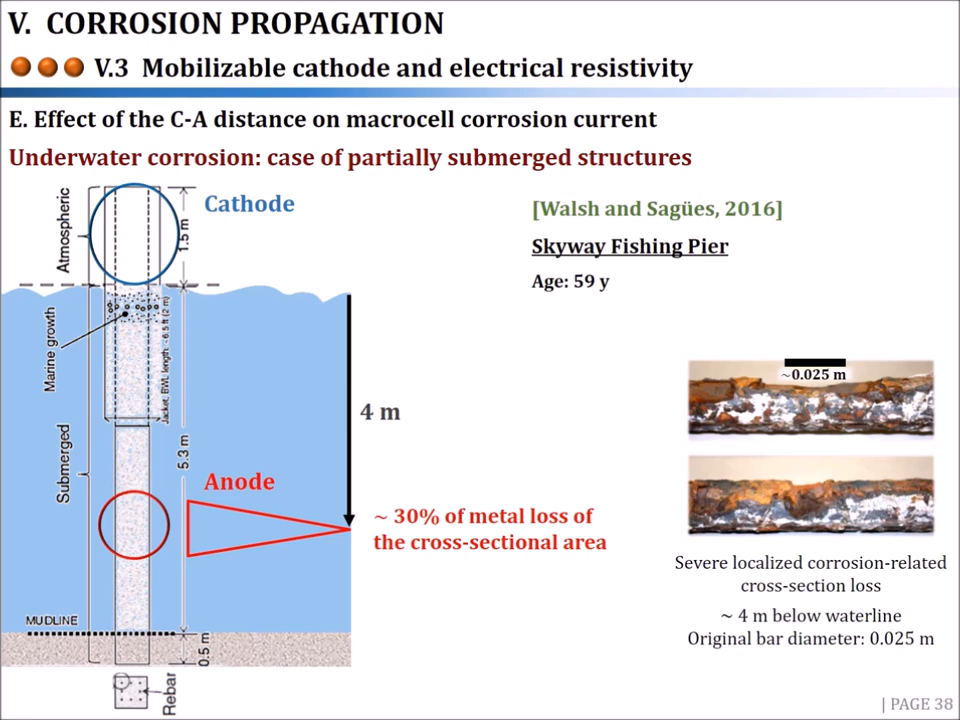 V. CORROSION PROPAGATION
V.3 Mobilizable cathode and electrical resistivity
E. Effect of the C-A distance on macrocell corrosion current
Underwater corrosion: case of partially submerged structures
Atmospheric
Cathode
1.5 m
[Walsh and Sagües, 2016]
Skyway Fishing Pier
Age: 59 y
Marine growth
Jacket, BWL length: ~ 6.5 ft (2 m)
~0.025 m
4 m
Submerged
5.3 m
Anode
~ 30% of metal loss of
the cross-sectional area
Severe localized corrosion-related
cross-section loss
~ 4 m below waterline
Original bar diameter: 0.025 m
MUDLINE
0.5 m
Rebar
| PAGE 38